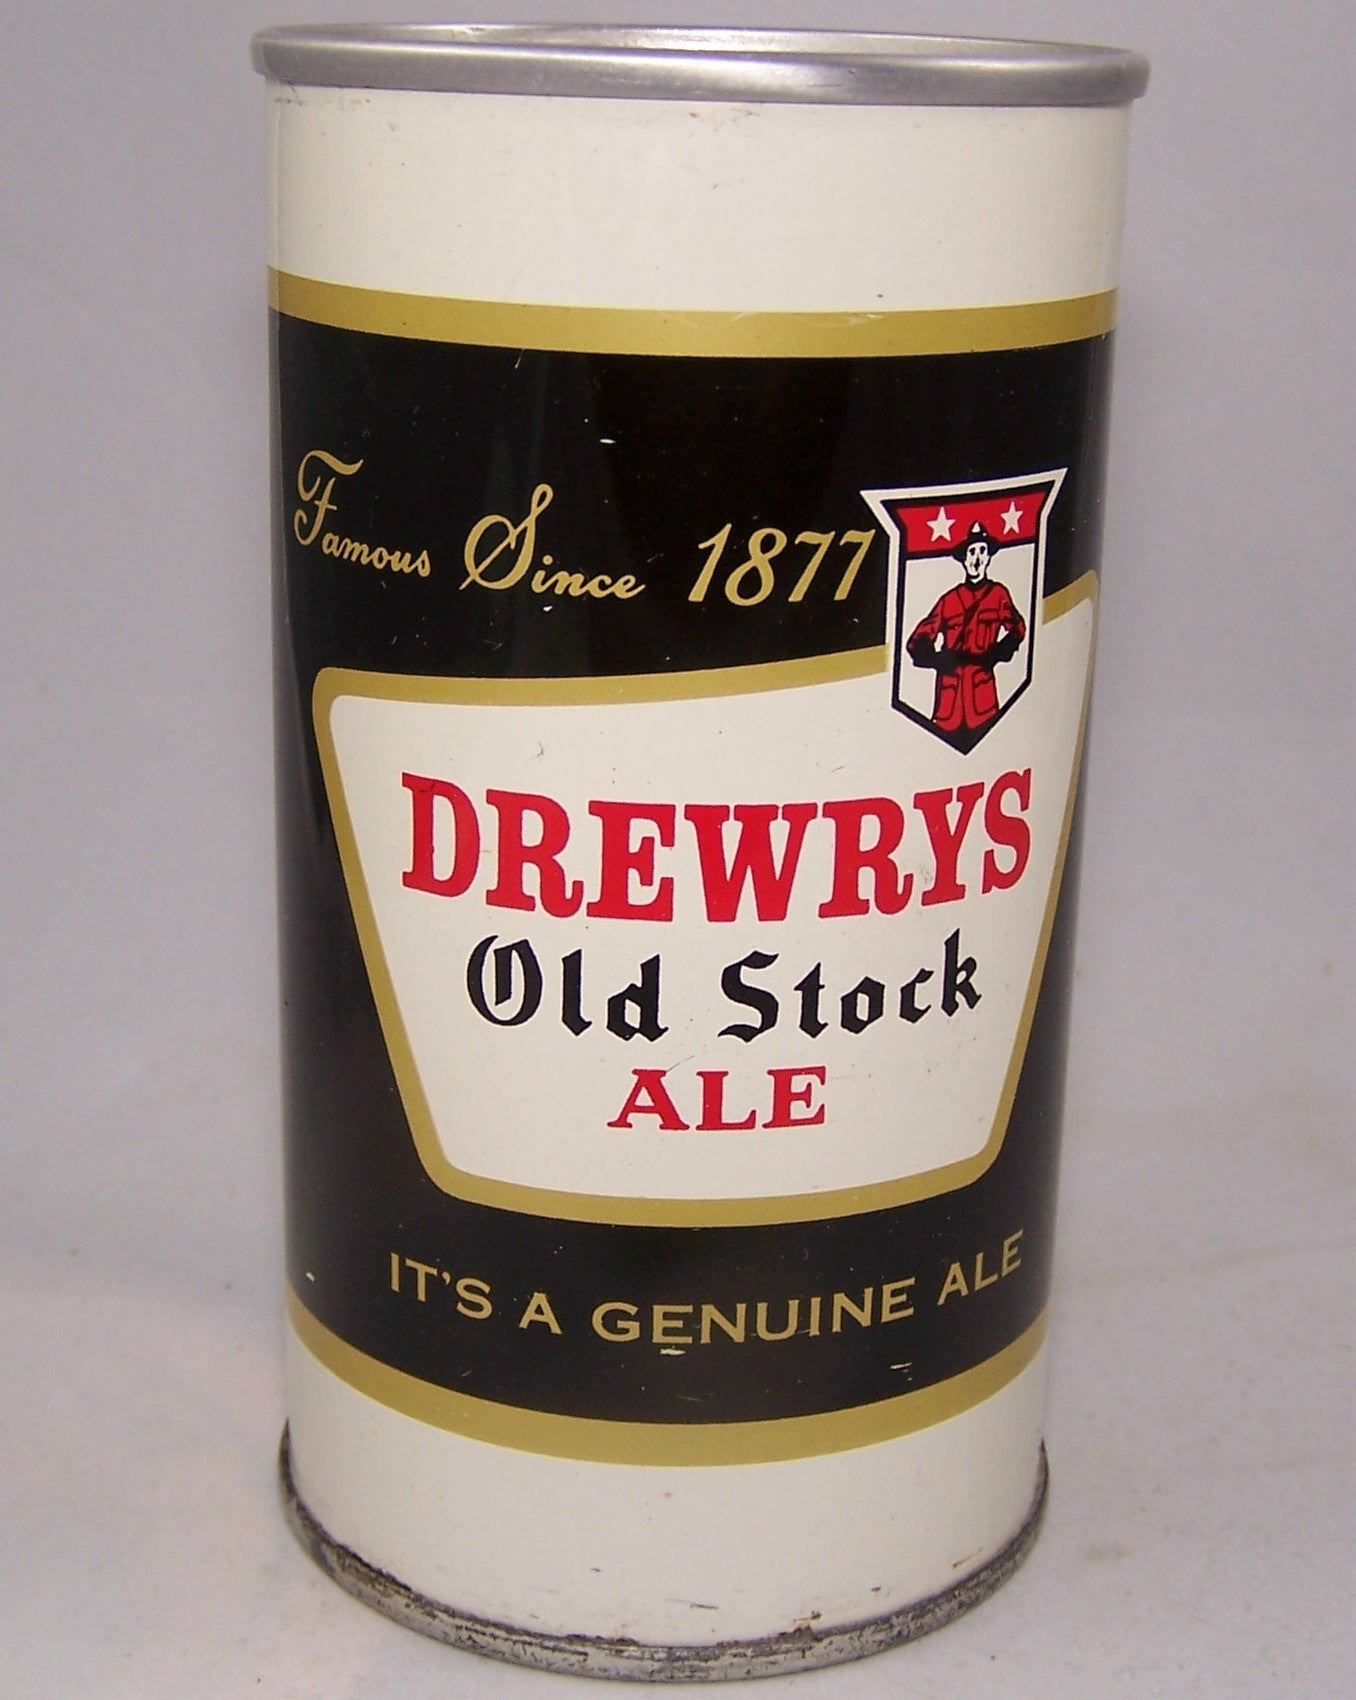 Famous Since 1877
DREWRYS
Old Stock
ALE
IT'S A GENUINE ALE